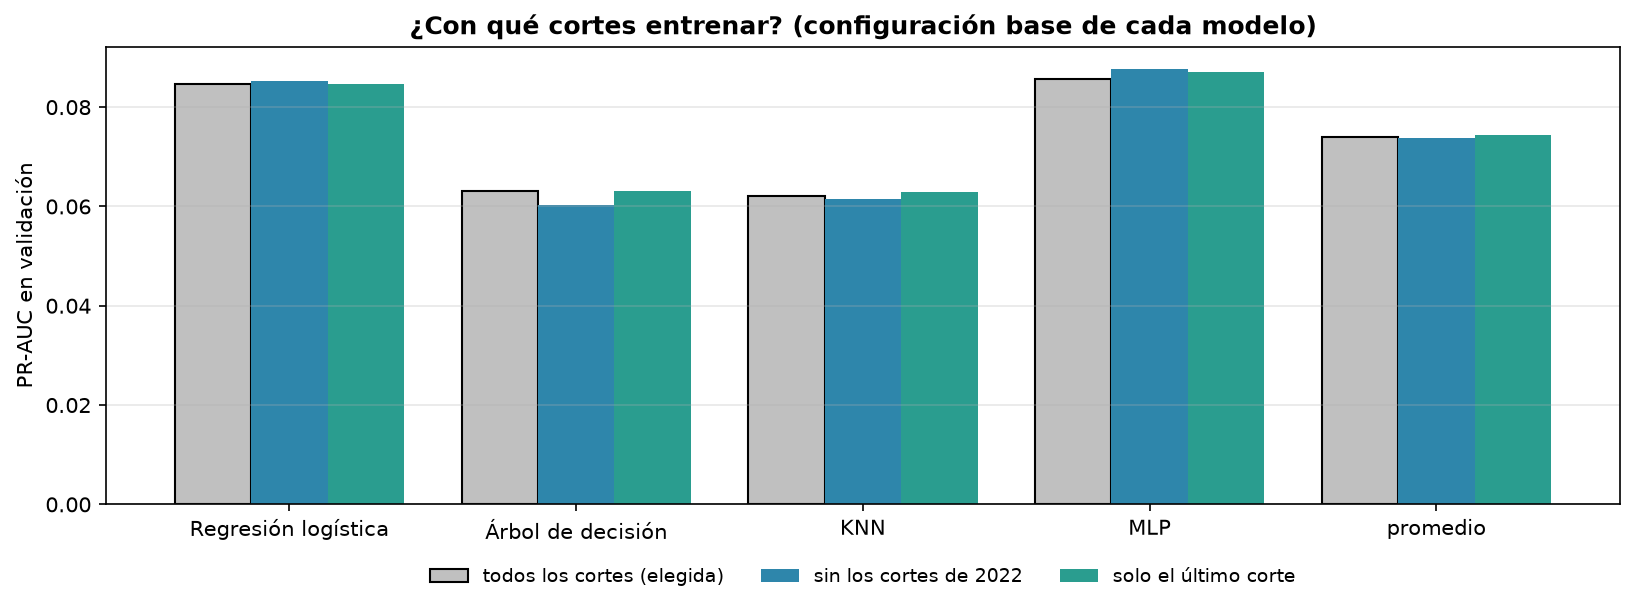 ¿Con qué cortes entrenar? (configuración base de cada modelo)
PR-AUC en validación
0.08
0.06
0.04
0.02
0.00
Regresión logística
Árbol de decisión
KNN
MLP
promedio
todos los cortes (elegida)
sin los cortes de 2022
solo el último corte